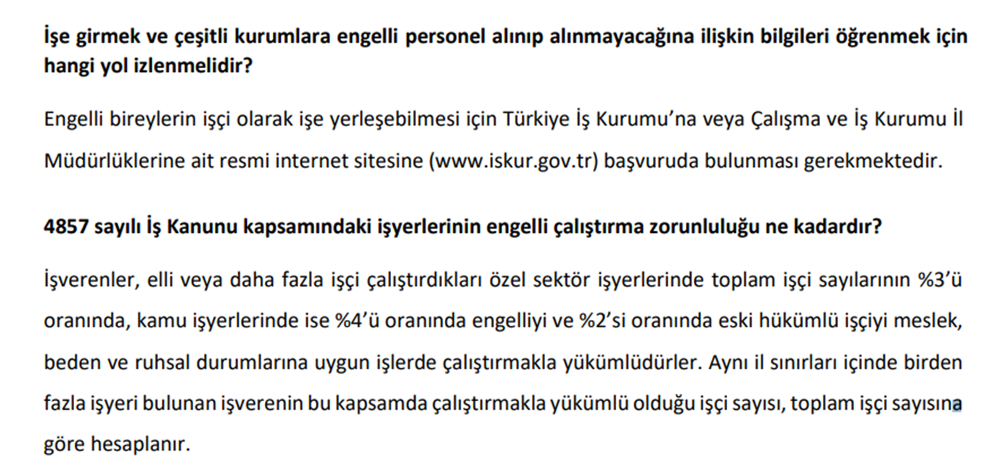 İşe girmek ve çeşitli kurumlara engelli personel alınıp alınmayacağına ilişkin bilgileri öğrenmek için
hangi yol izlenmelidir?
Engelli bireylerin işçi olarak işe yerleşebilmesi için Türkiye İş Kurumu’na veya Çalışma ve İş Kurumu İl
Müdürlüklerine ait resmi internet sitesine (www.iskur.gov.tr) başvuruda bulunması gerekmektedir.
4857 sayılı İş Kanunu kapsamındaki işyerlerinin engelli çalıştırma zorunluluğu ne kadardır?
İşverenler, elli veya daha fazla işçi çalıştırdıkları özel sektör işyerlerinde toplam işçi sayılarının %3’ü
oranında, kamu işyerlerinde ise %4’ü oranında engelliyi ve %2’si oranında eski hükümlü işçiyi meslek,
beden ve ruhsal durumlarına uygun işlerde çalıştırmakla yükümlüdürler. Aynı il sınırları içinde birden
fazla işyeri bulunan işverenin bu kapsamda çalıştırmakla yükümlü olduğu işçi sayısı, toplam işçi sayısına
göre hesaplanır.